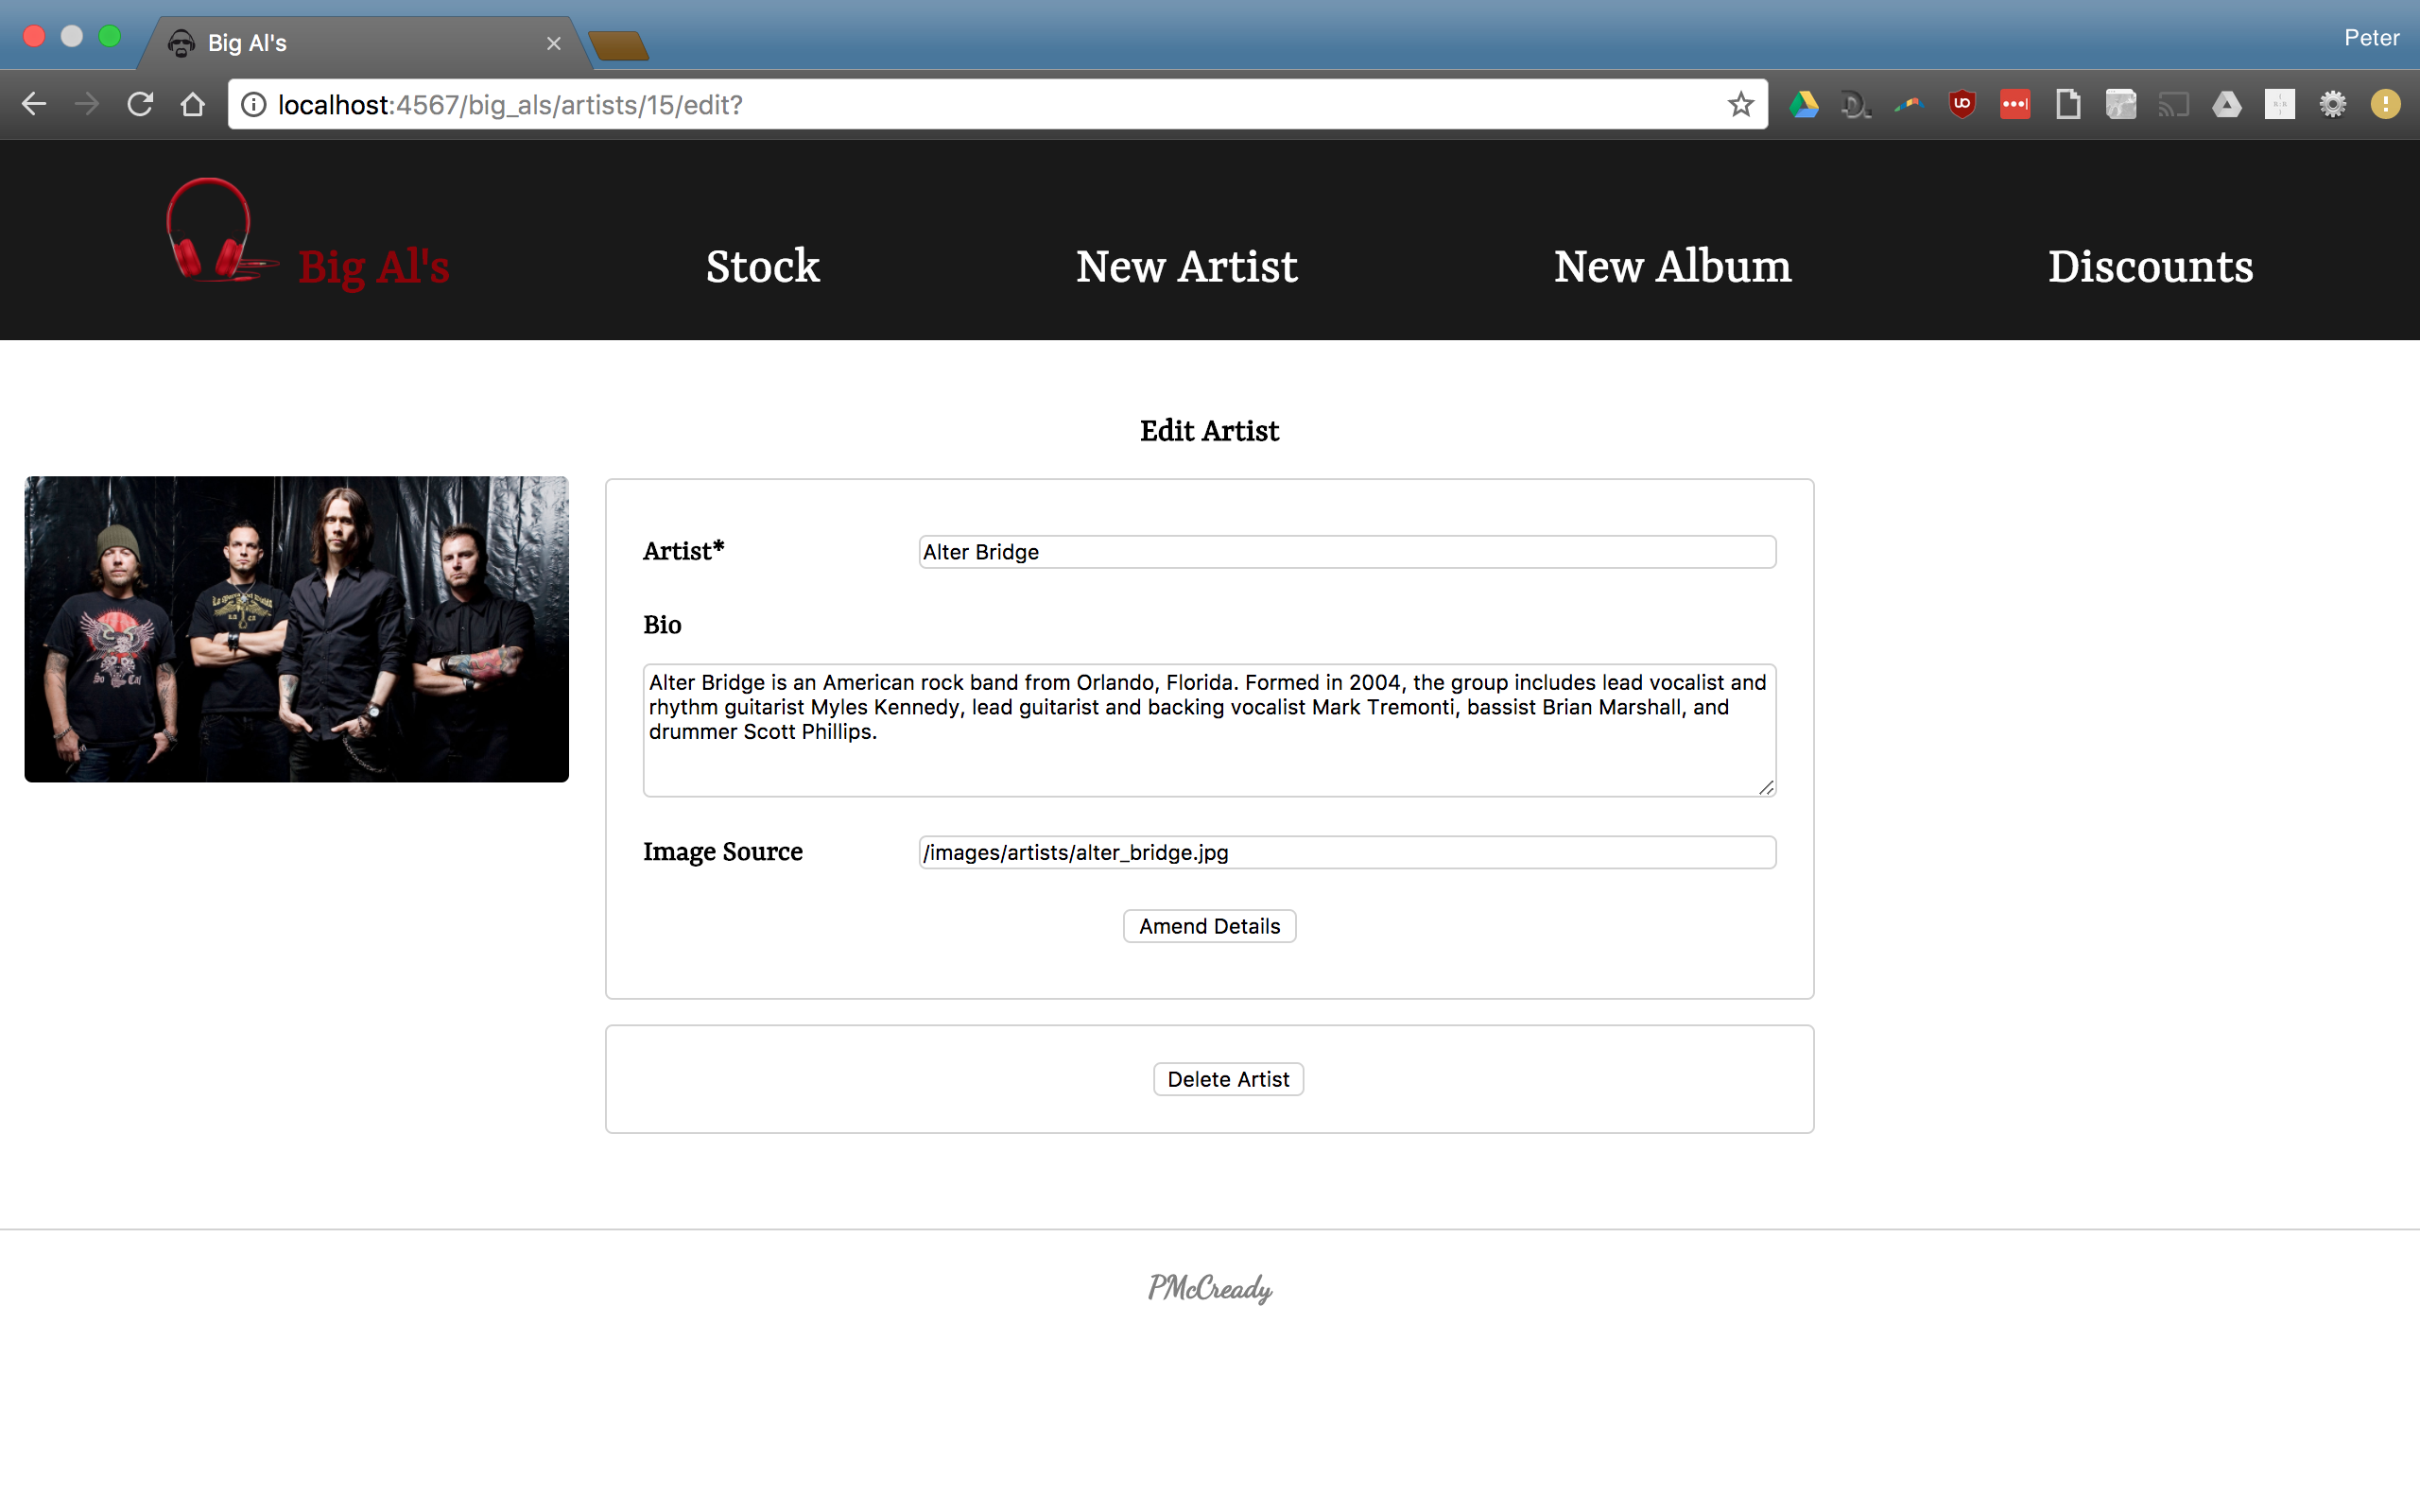 Big Al's
Peter
localhost:4567/big_als/artists/15/edit?
Big Al's
Stock
New Artist
New Album
Discounts
Edit Artist
Artist*
Alter Bridge
Bio
Alter Bridge is an American rock band from Orlando, Florida. Formed in 2004, the group includes lead vocalist and
rhythm guitarist Myles Kennedy, lead guitarist and backing vocalist Mark Tremonti, bassist Brian Marshall, and
drummer Scott Phillips.
Image Source
/images/artists/alter_bridge.jpg
Amend Details
Delete Artist
PMcCready